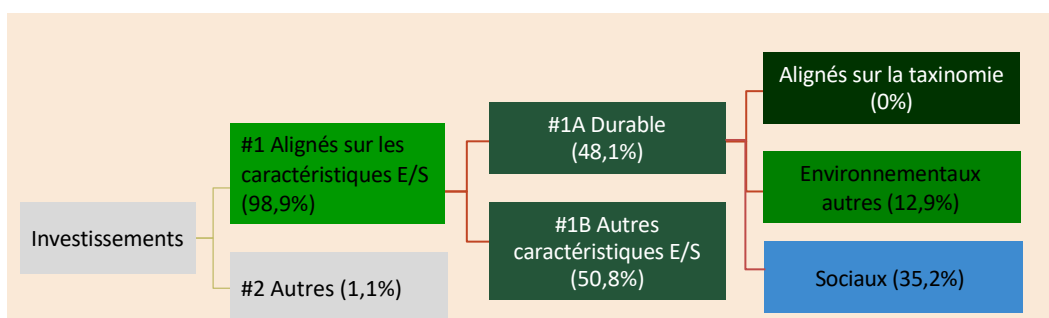 Investissements
#1 Alignés sur les
caractéristiques E/S
(98,9%)
#2 Autres (1,1%)
#1A Durable
(48,1%)
#1B Autres
caractéristiques E/S
(50,8%)
Alignés sur la taxinomie
(0%)
Environnementaux
autres (12,9%)
Sociaux (35,2%)